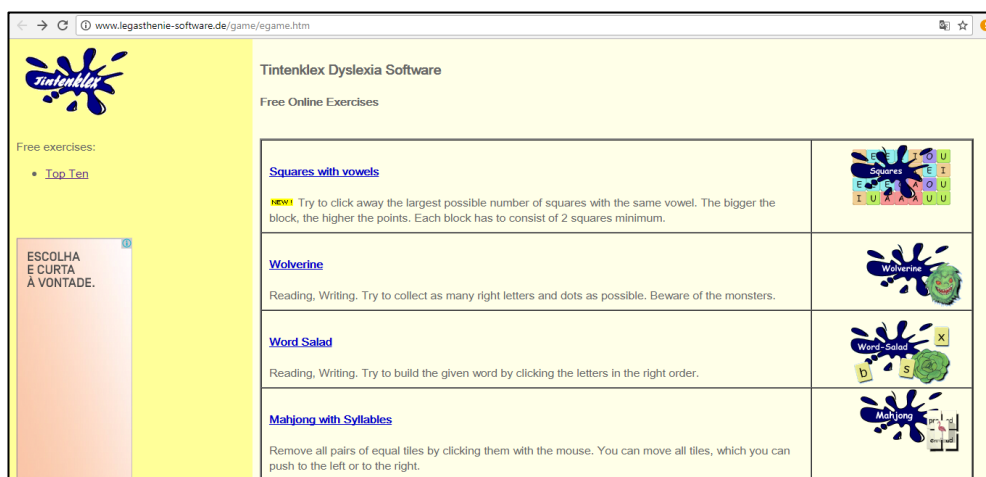 www.legasthenie-software.de/game/egame.htm
Tintenklex
Free exercises:
Top Ten
ESCOLHA
E CURTA
À VONTADE.
Tintenklex Dyslexia Software
Free Online Exercises
Squares with vowels
NEW! Try to click away the largest possible number of squares with the same vowel. The bigger the
block, the higher the points. Each block has to consist of 2 squares minimum.
Squares
Wolverine
Reading, Writing. Try to collect as many right letters and dots as possible. Beware of the monsters.
Wolverine
Word Salad
Reading, Writing. Try to build the given word by clicking the letters in the right order.
Word-Salad
x
b
s
Mahjong with Syllables
Remove all pairs of equal tiles by clicking them with the mouse. You can move all tiles, which you can
push to the left or to the right.
Mahjong